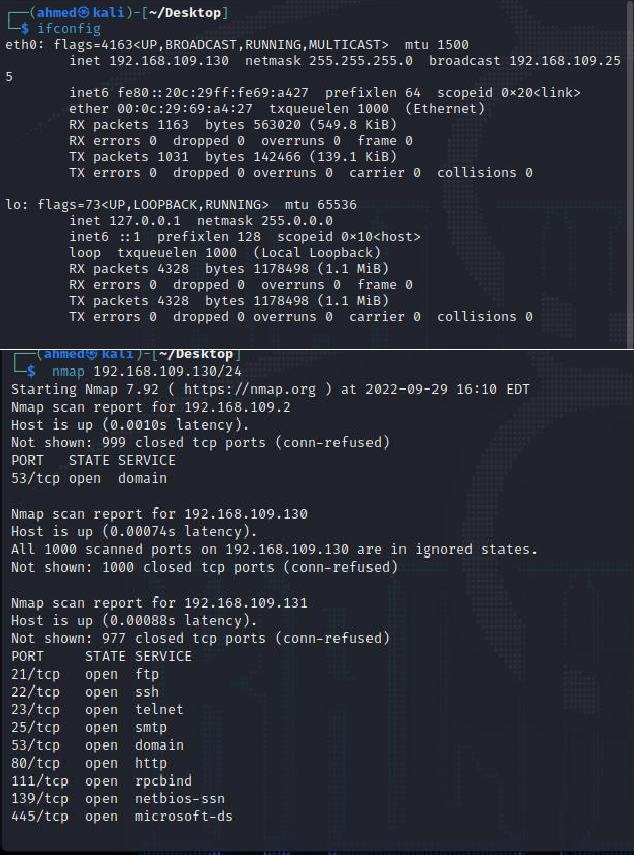 ┌──(ahmed㉿kali)-[~/Desktop]
└─$ ifconfig
eth0: flags=4163<UP,BROADCAST,RUNNING,MULTICAST>  mtu 1500
        inet 192.168.109.130  netmask 255.255.255.0  broadcast 192.168.109.25
5
        inet6 fe80::20c:29ff:fe69:a427  prefixlen 64  scopeid 0×20<link>
        ether 00:0c:29:69:a4:27  txqueuelen 1000  (Ethernet)
        RX packets 1163  bytes 563020 (549.8 KiB)
        RX errors 0  dropped 0  overruns 0  frame 0
        TX packets 1031  bytes 142466 (139.1 KiB)
        TX errors 0  dropped 0 overruns 0  carrier 0  collisions 0

lo: flags=73<UP,LOOPBACK,RUNNING>  mtu 65536
        inet 127.0.0.1  netmask 255.0.0.0
        inet6 ::1  prefixlen 128  scopeid 0×10<host>
        loop  txqueuelen 1000  (Local Loopback)
        RX packets 4328  bytes 1178498 (1.1 MiB)
        RX errors 0  dropped 0  overruns 0  frame 0
        TX packets 4328  bytes 1178498 (1.1 MiB)
        TX errors 0  dropped 0 overruns 0  carrier 0  collisions 0

┌──(ahmed㉿kali)-[~/Desktop]
└─$  nmap 192.168.109.130/24
Starting Nmap 7.92 ( https://nmap.org ) at 2022-09-29 16:10 EDT
Nmap scan report for 192.168.109.2
Host is up (0.0010s latency).
Not shown: 999 closed tcp ports (conn-refused)
PORT   STATE SERVICE
53/tcp open  domain

Nmap scan report for 192.168.109.130
Host is up (0.00074s latency).
All 1000 scanned ports on 192.168.109.130 are in ignored states.
Not shown: 1000 closed tcp ports (conn-refused)

Nmap scan report for 192.168.109.131
Host is up (0.00088s latency).
Not shown: 977 closed tcp ports (conn-refused)
PORT     STATE SERVICE
21/tcp   open  ftp
22/tcp   open  ssh
23/tcp   open  telnet
25/tcp   open  smtp
53/tcp   open  domain
80/tcp   open  http
111/tcp  open  rpcbind
139/tcp  open  netbios-ssn
445/tcp  open  microsoft-ds